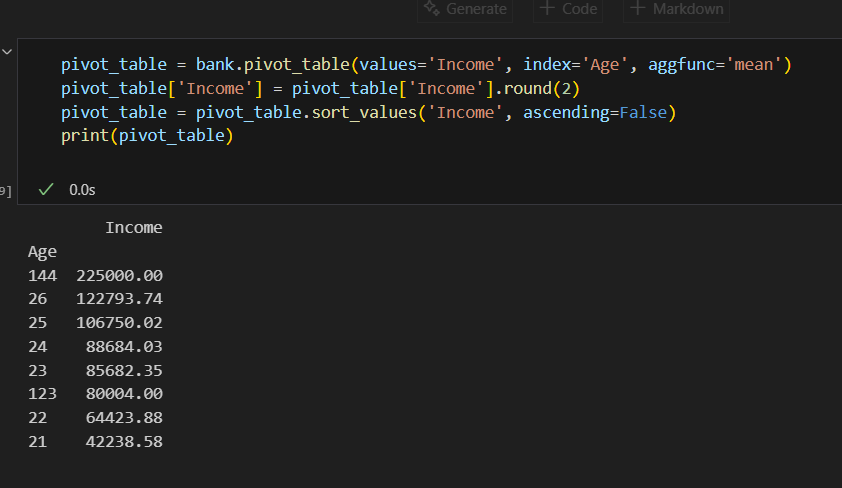 Generate + Code + Markdown
pivot_table = bank.pivot_table(values='Income', index='Age', aggfunc='mean')
pivot_table['Income'] = pivot_table['Income'].round(2)
pivot_table = pivot_table.sort_values('Income', ascending=False)
print(pivot_table)
9] ✓ 0.0s
Income
Age
144 225000.00
26 122793.74
25 106750.02
24 88684.03
23 85682.35
123 80004.00
22 64423.88
21 42238.58